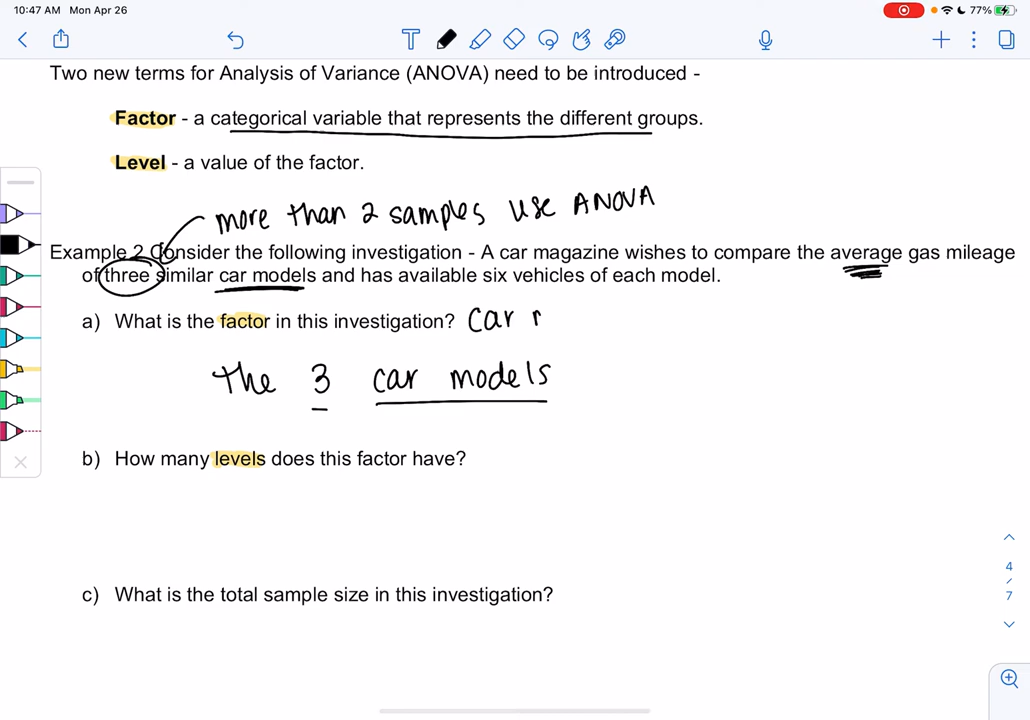 10:47 AM Mon Apr 26
77%
T
Two new terms for Analysis of Variance (ANOVA) need to be introduced -
Factor - a categorical variable that represents the different groups.
Level - a value of the factor.
more than 2 samples use ANOVA
Example 2 Consider the following investigation - A car magazine wishes to compare the average gas mileage
of three similar car models and has available six vehicles of each model.
a) What is the factor in this investigation? Car r
the 3 car models
b) How many levels does this factor have?
4
/
7
c) What is the total sample size in this investigation?